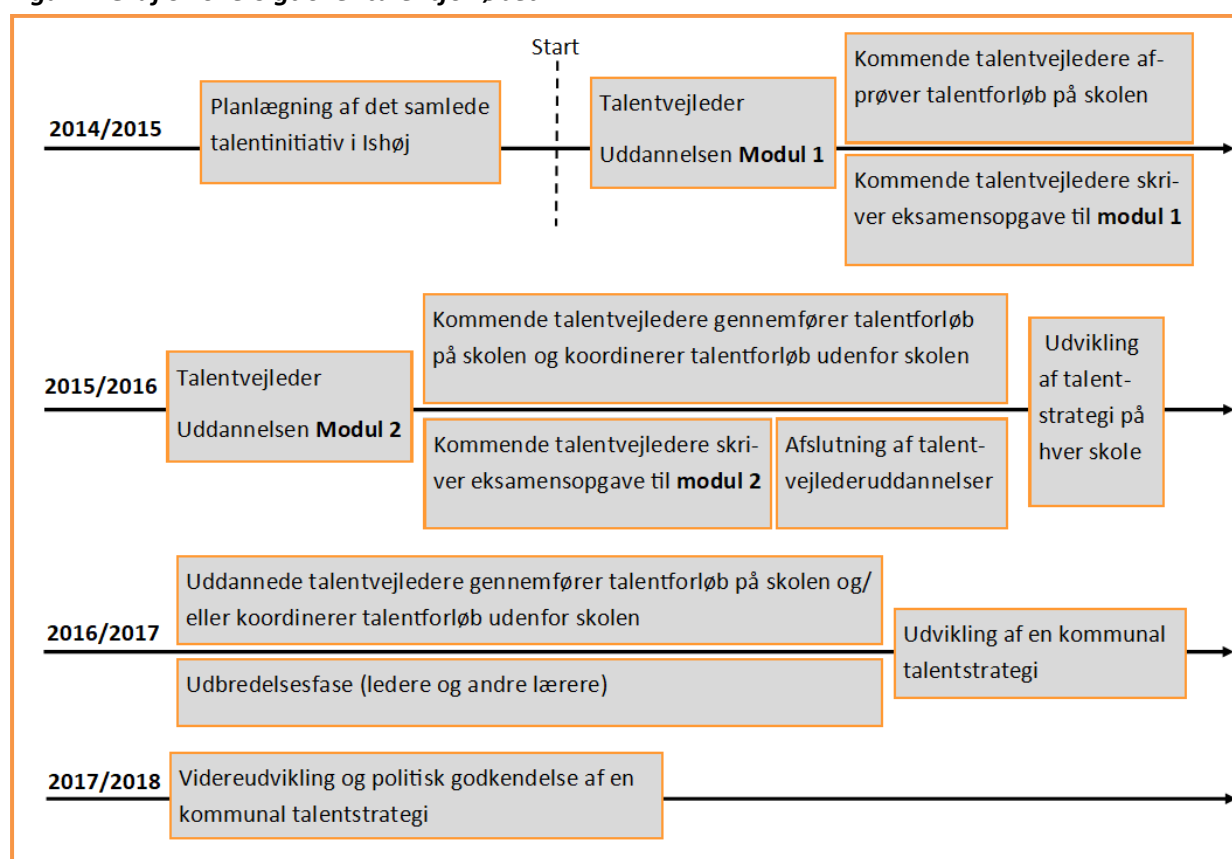 Start
2014/2015
Planlægning af det samlede
talentinitiativ i Ishøj
Talentvejleder
Uddannelsen Modul 1
Kommende talentvejledere af-
prøver talentforløb på skolen
Kommende talentvejledere skri-
ver eksamensopgave til modul 1
2015/2016
Talentvejleder
Uddannelsen Modul 2
Kommende talentvejledere gennemfører talentforløb
på skolen og koordinerer talentforløb udenfor skolen
Kommende talentvejledere skri-
ver eksamensopgave til modul 2
Afslutning af talent-
vejlederuddannelser
Udvikling
af talent-
strategi på
hver skole
2016/2017
Uddannede talentvejledere gennemfører talentforløb på skolen og/
eller koordinerer talentforløb udenfor skolen
Udbredelsesfase (ledere og andre lærere)
Udvikling af en kommunal
talentstrategi
2017/2018
Videreudvikling og politisk godkendelse af en
kommunal talentstrategi